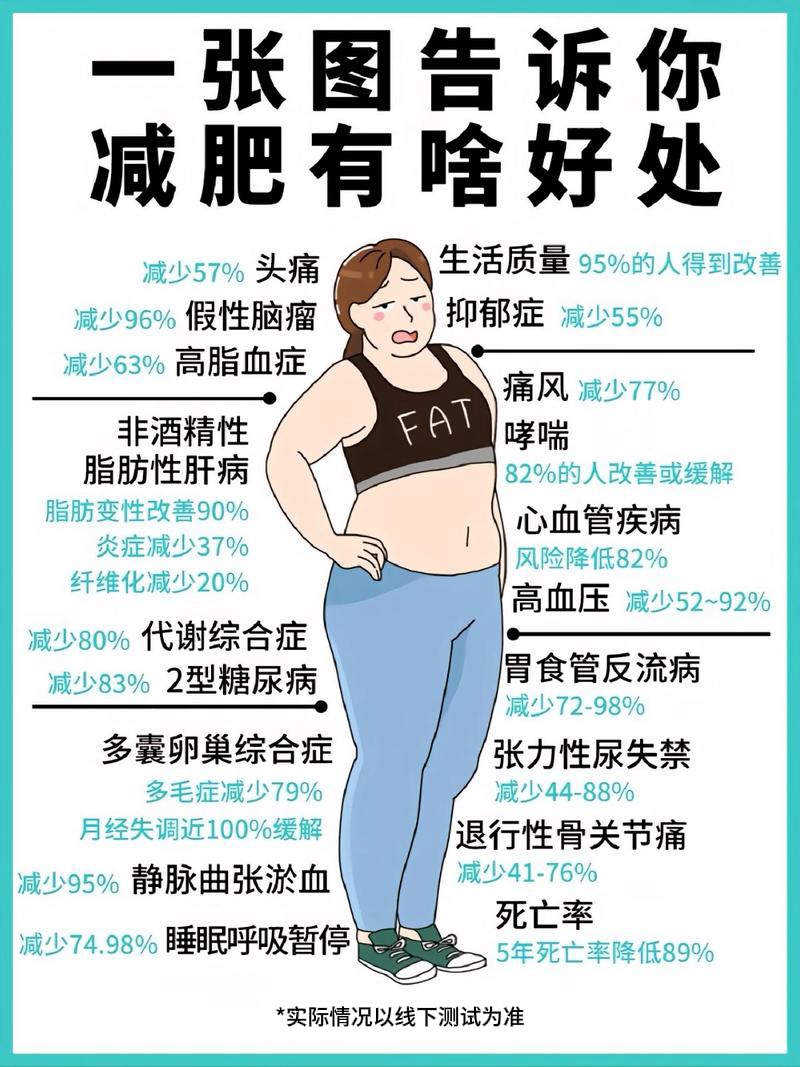 一张图告诉你
减肥有啥好处
减少57% 头痛
减少96% 假性脑瘤
减少63% 高脂血症
非酒精性
脂肪性肝病
脂肪变性改善90%
炎症减少37%
纤维化减少20%
减少80% 代谢综合症
减少83% 2型糖尿病
多囊卵巢综合症
多毛症减少79%
月经失调近100%缓解
减少95% 静脉曲张淤血
减少74.98% 睡眠呼吸暂停
FAT
生活质量 95%的人得到改善
抑郁症 减少55%
痛风 减少77%
哮喘
82%的人改善或缓解
心血管疾病
风险降低82%
高血压 减少52~92%
胃食管反流病
减少72-98%
张力性尿失禁
减少44-88%
退行性骨关节痛
减少41-76%
死亡率
5年死亡率降低89%
*实际情况以线下测试为准